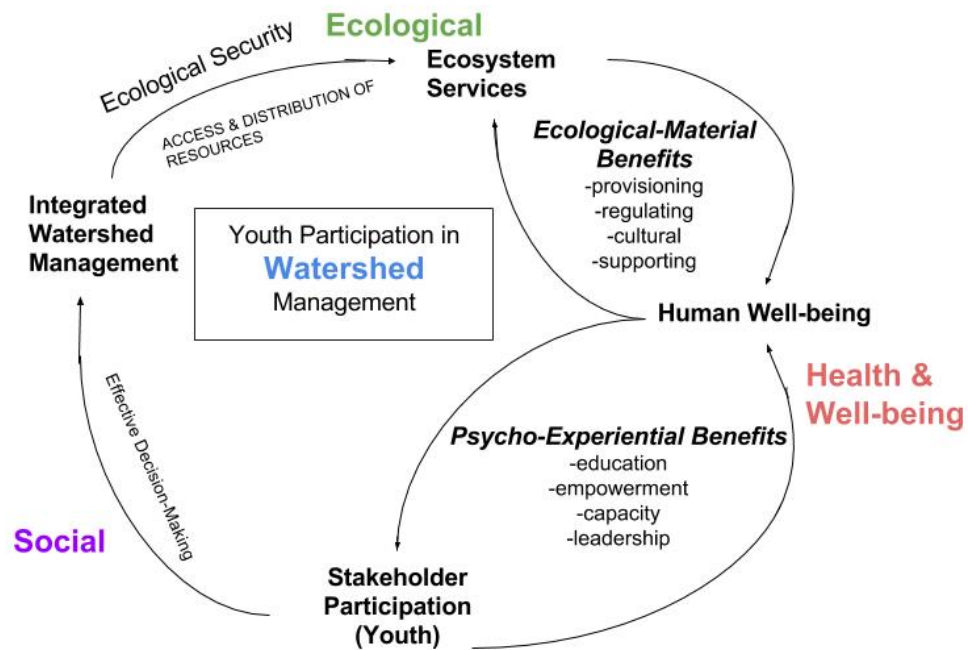 Ecological
Ecological Security
ACCESS & DISTRIBUTION OF
RESOURCES
Ecosystem
Services
Ecological-Material
Benefits
-provisioning
-regulating
-cultural
-supporting
Integrated
Watershed
Management
Youth Participation in
Watershed
Management
Human Well-being
Health &
Well-being
Effective Decision-Making
Psycho-Experiential Benefits
-education
-empowerment
-capacity
-leadership
Social
Stakeholder
Participation
(Youth)